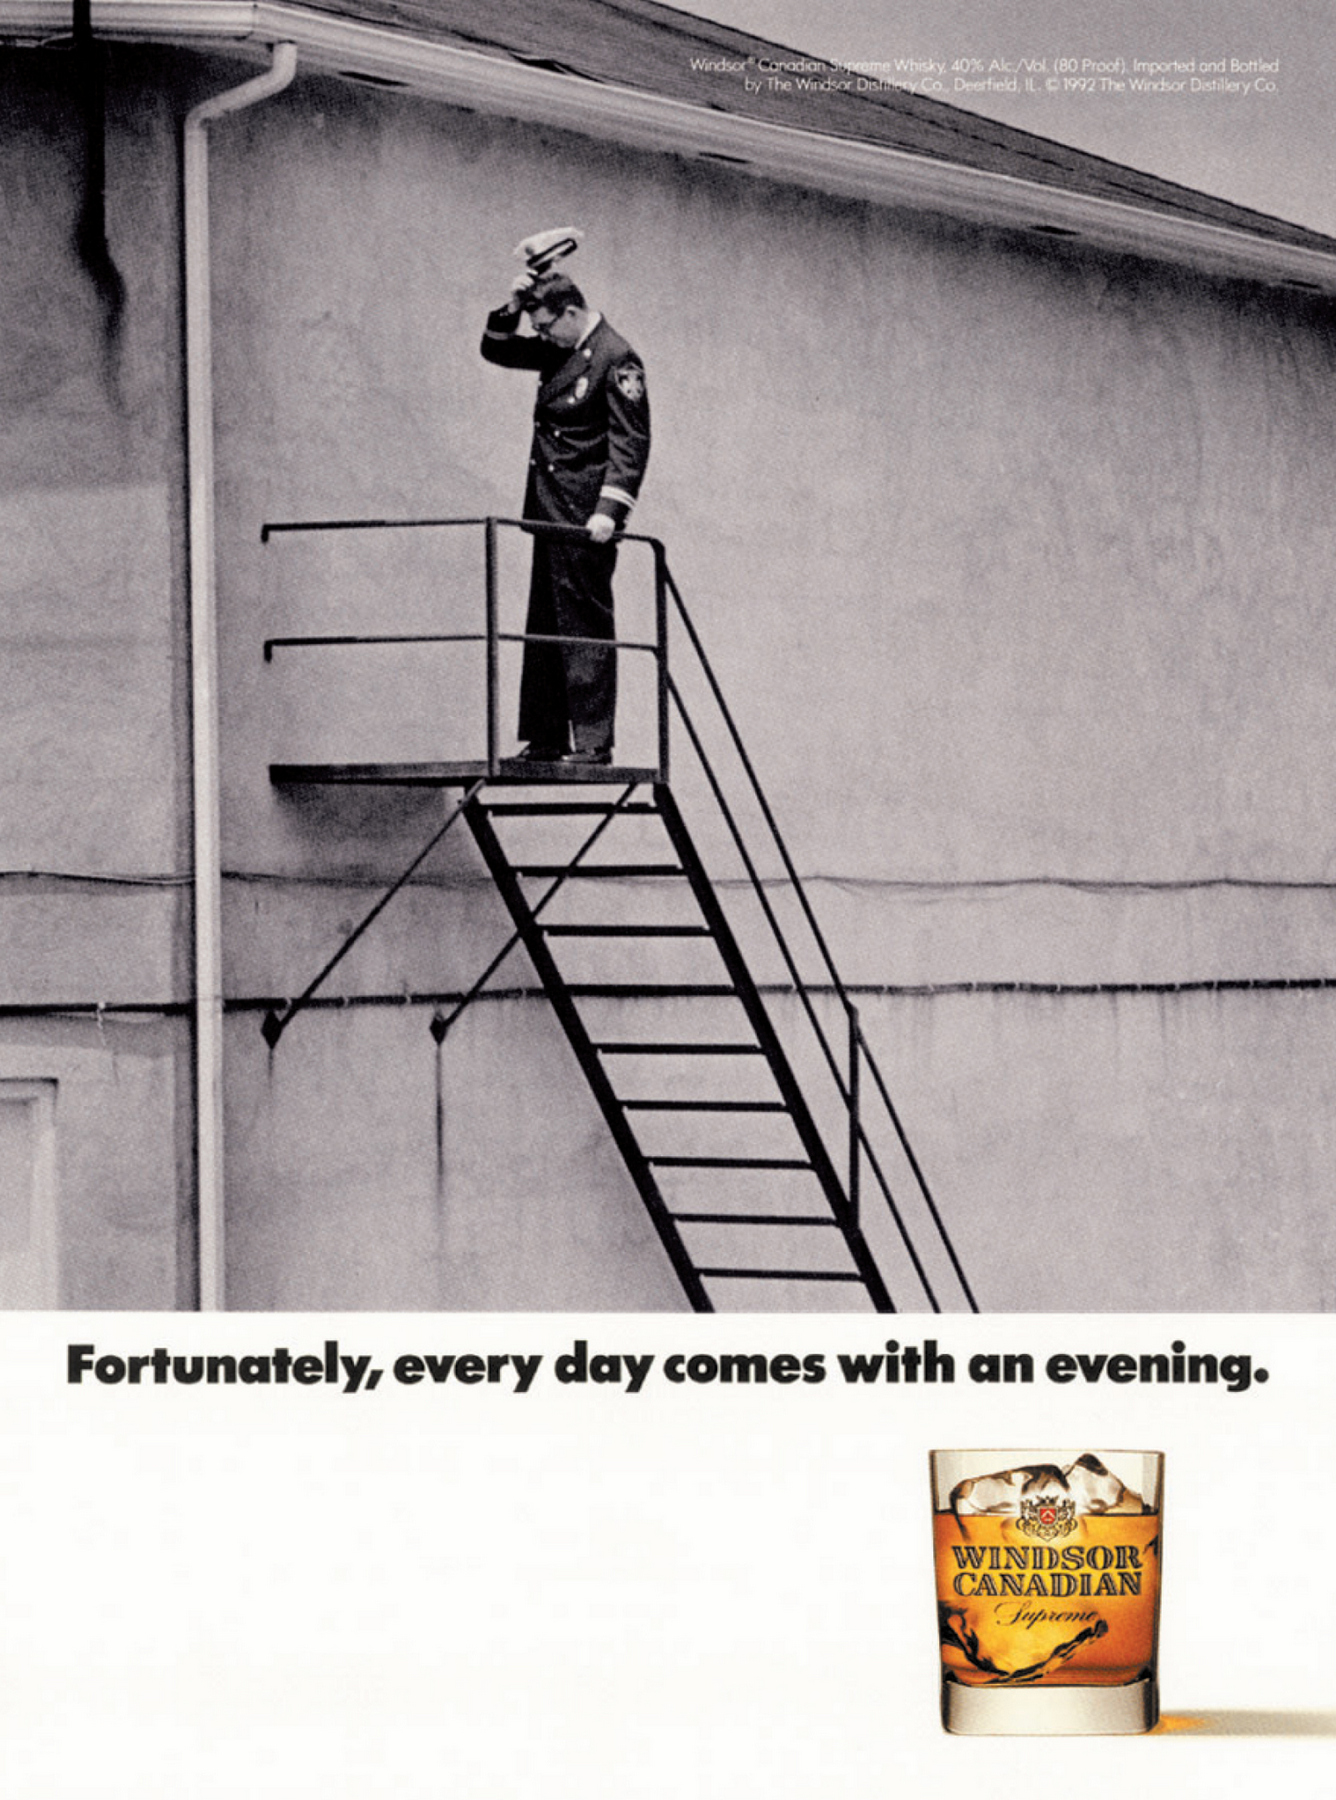 Windsor® Canadian Supreme Whisky, 40% Alc./Vol. (80 Proof). Imported and Bottled
by The Windsor Distillery Co., Deerfield, IL. © 1992 The Windsor Distillery Co.
Fortunately, every day comes with an evening.
WINDSOR
CANADIAN
Supreme